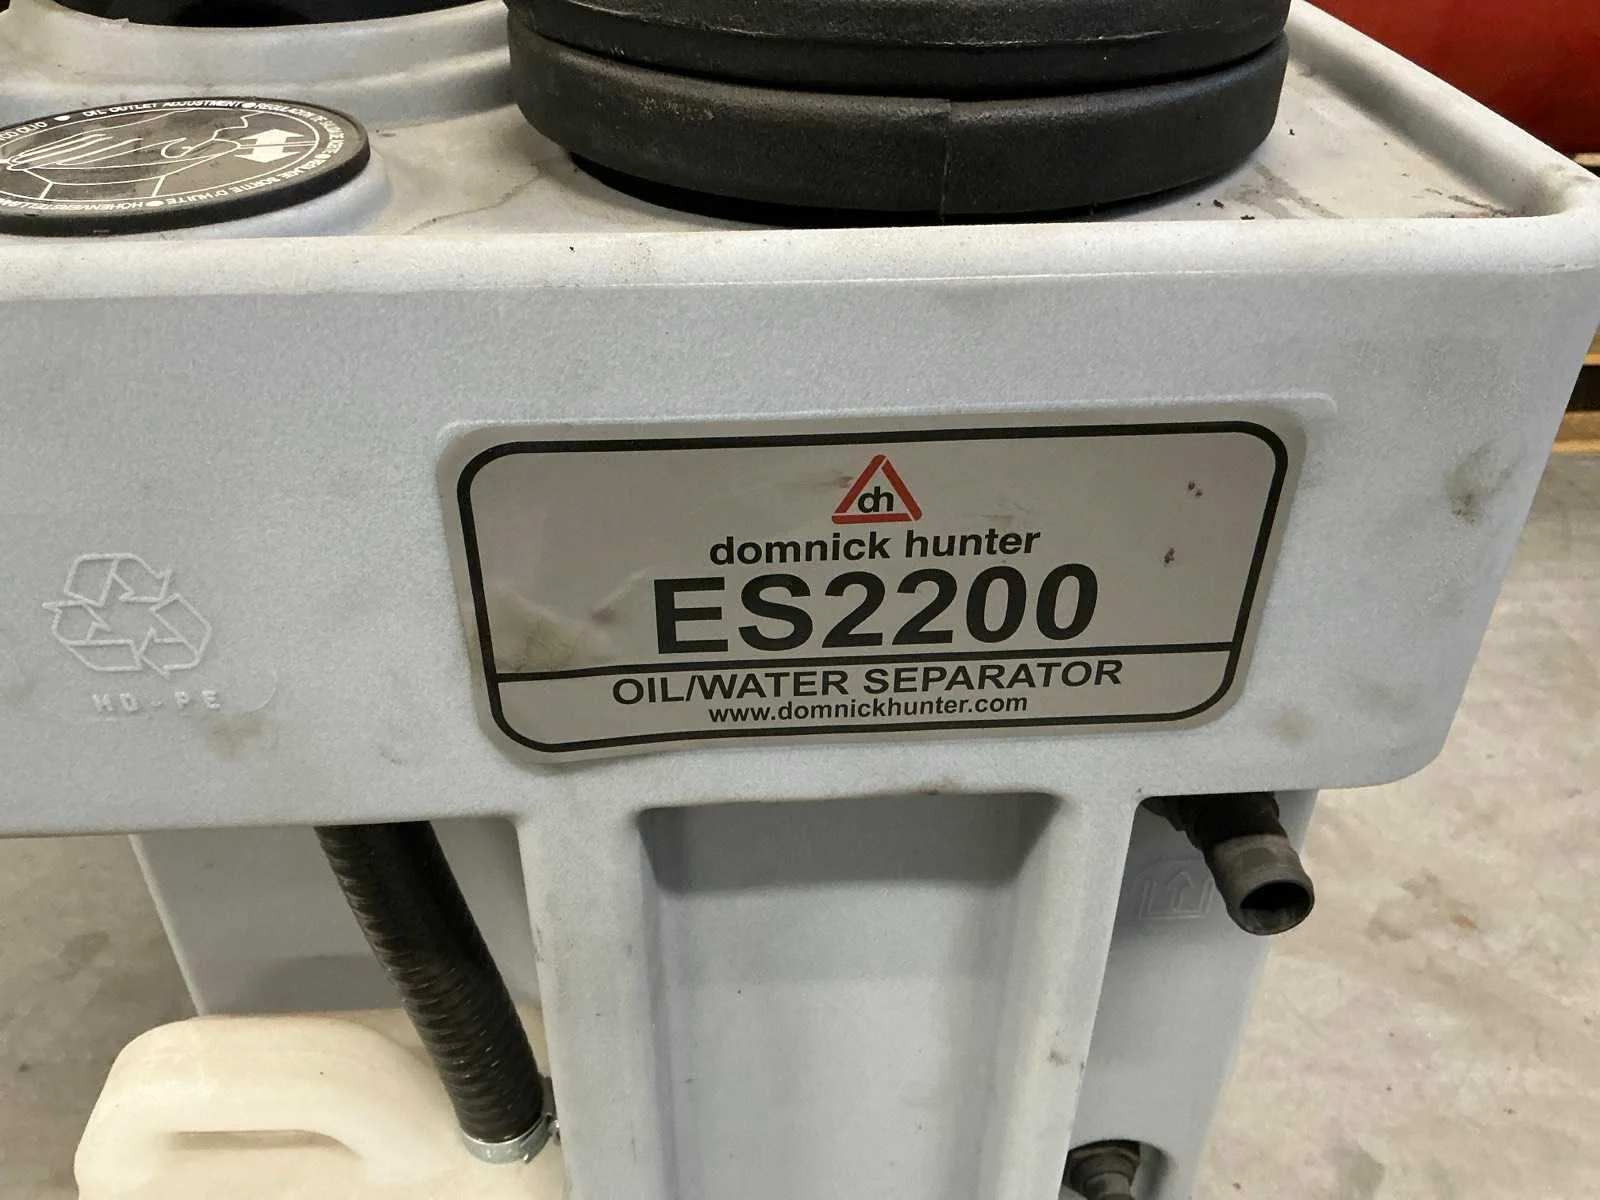 OIL OUTLET ADJUSTMENT
dh
domnick hunter
ES2200
OIL/WATER SEPARATOR
www.domnickhunter.com
HD-PE